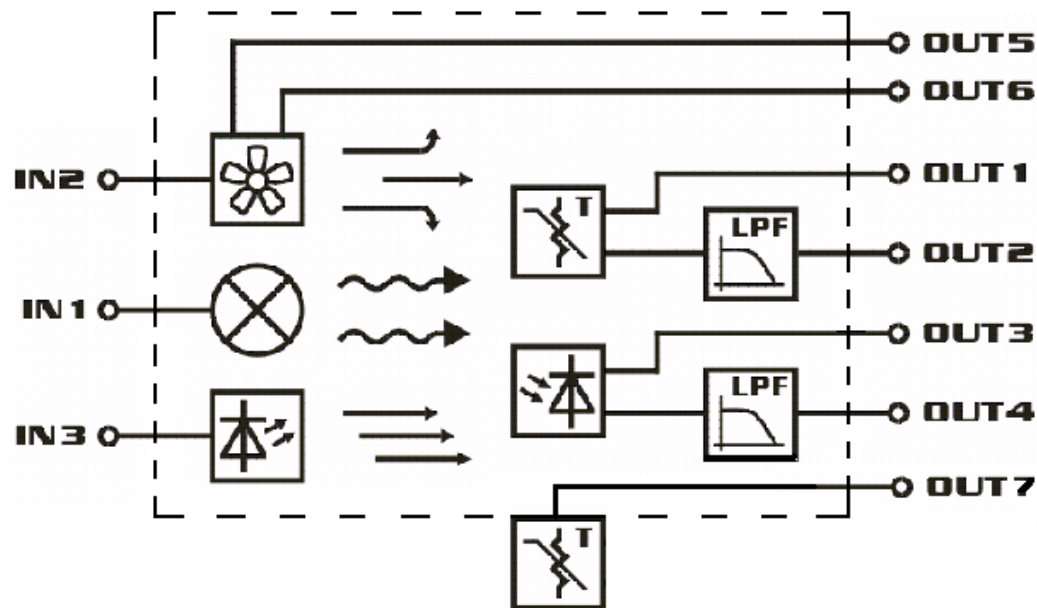 OUT5
OUT6
IN2
OUT1
T
LPF
OUT2
IN1
OUT3
LPF
IN3
OUT4
OUT7
T